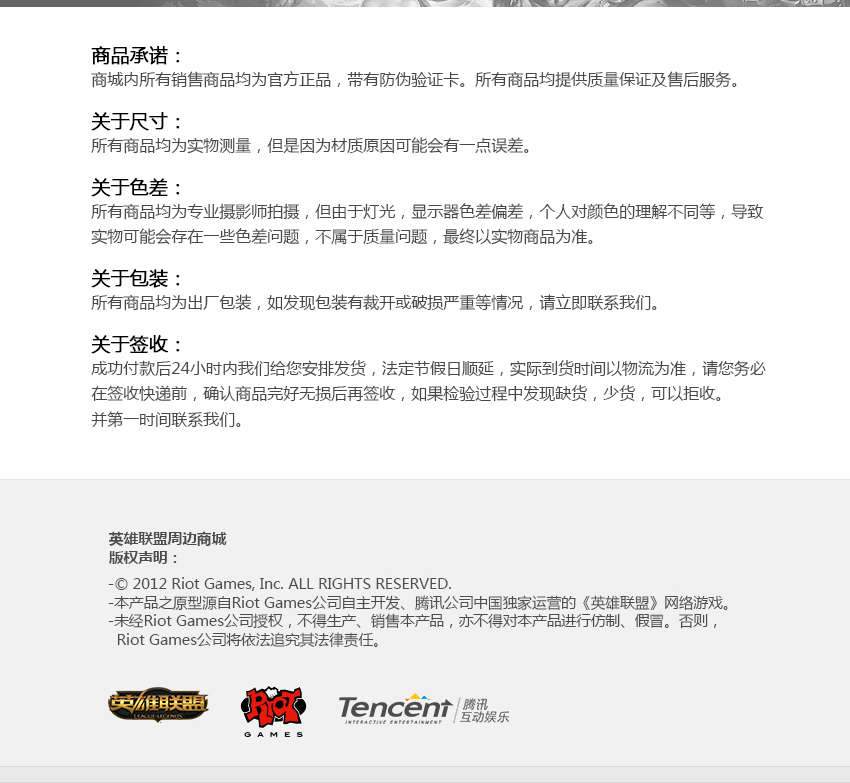 商品承诺：
商城内所有销售商品均为官方正品，带有防伪验证卡。所有商品均提供质量保证及售后服务。
关于尺寸：
所有商品均为实物测量，但是因为材质原因可能会有一点误差。
关于色差：
所有商品均为专业摄影师拍摄，但由于灯光，显示器色差偏差，个人对颜色的理解不同等，导致
实物可能会存在一些色差问题，不属于质量问题，最终以实物商品为准。
关于包装：
所有商品均为出厂包装，如发现包装有裁开或破损严重等情况，请立即联系我们。
关于签收：
成功付款后24小时内我们给您安排发货，法定节假日顺延，实际到货时间以物流为准，请您务必
在签收快递前，确认商品完好无损后再签收，如果检验过程中发现缺货，少货，可以拒收。
并第一时间联系我们。
英雄联盟周边商城
版权声明：
-© 2012 Riot Games, Inc. ALL RIGHTS RESERVED.
-本产品之原型源自Riot Games公司自主开发、腾讯公司中国独家运营的《英雄联盟》网络游戏。
-未经Riot Games公司授权，不得生产、销售本产品，亦不得对本产品进行仿制、假冒。否则，
Riot Games公司将依法追究其法律责任。
英雄联盟
LEAGUE OF LEGENDS
RIOT
GAMES
Tencent
INTERACTIVE ENTERTAINMENT
腾讯
互动娱乐